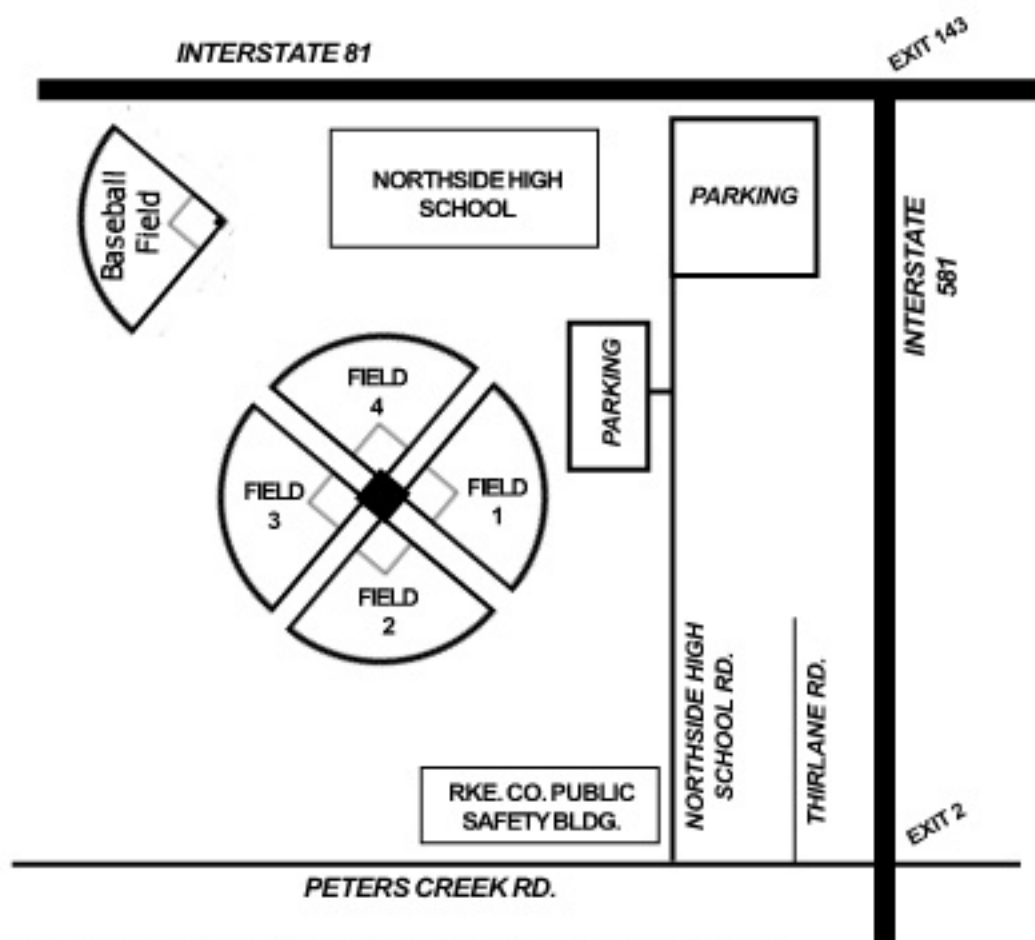 EXIT 143
INTERSTATE 81
NORTHSIDE HIGH
SCHOOL
PARKING
Baseball
Field
INTERSTATE
581
PARKING
FIELD
4
FIELD
3
FIELD
1
FIELD
2
NORTHSIDE HIGH
SCHOOL RD.
THIRLANE RD.
RKE. CO. PUBLIC
SAFETY BLDG.
EXIT 2
PETERS CREEK RD.